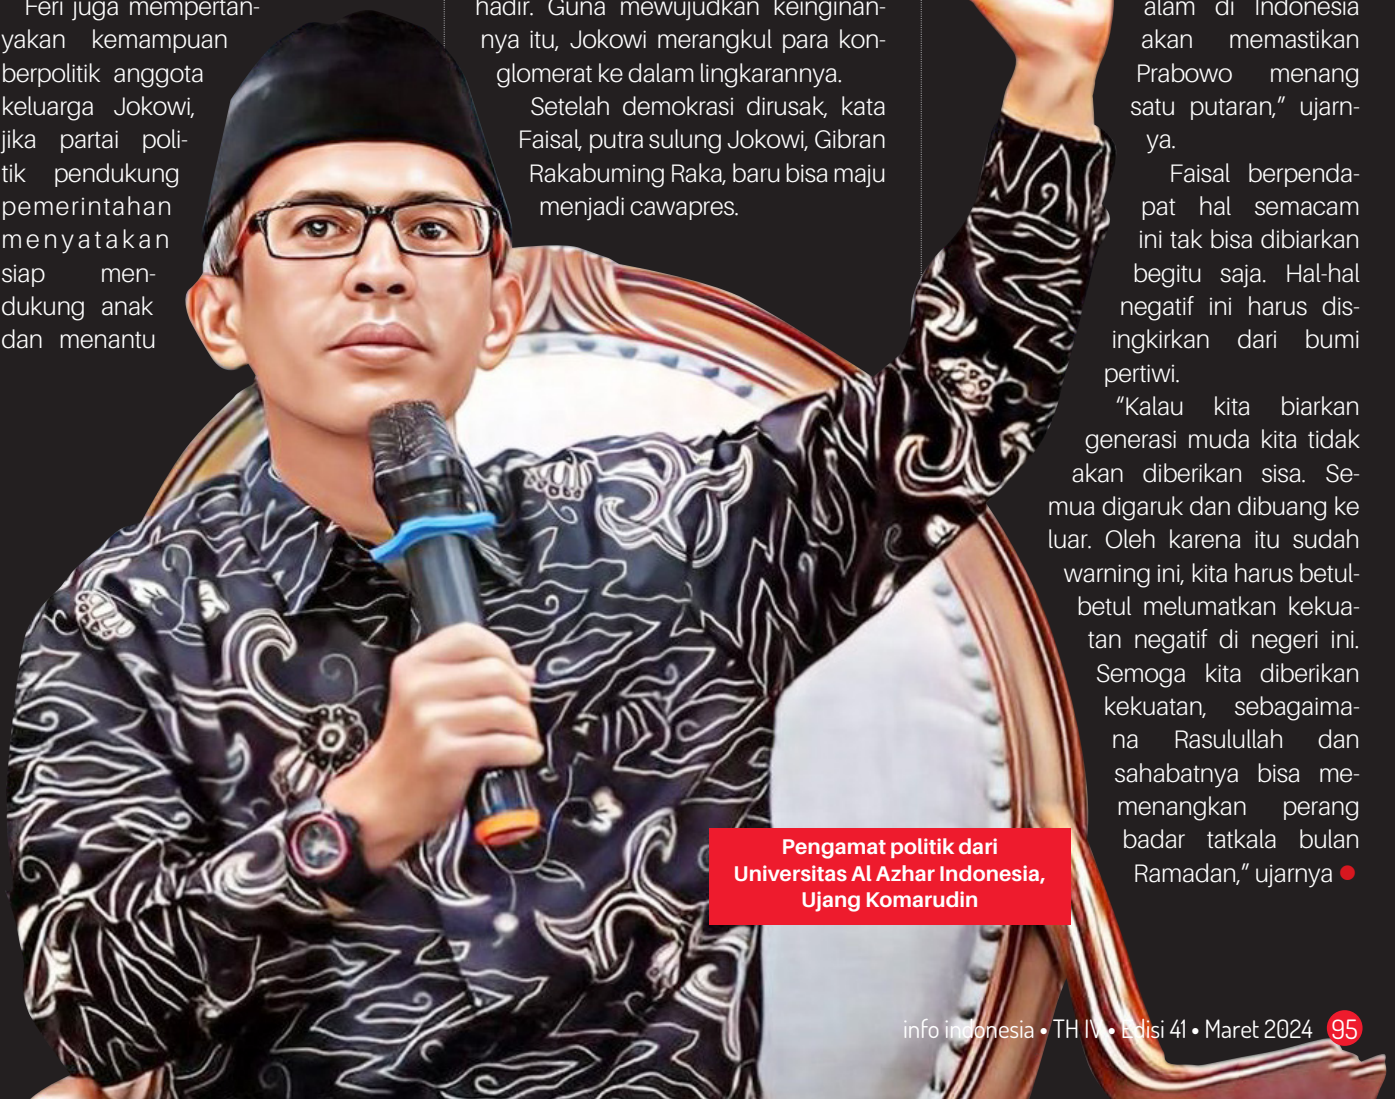 Feri juga mempertan-
yakan kemampuan
berpolitik anggota
keluarga Jokowi,
jika partai poli-
tik pendukung
pemerintahan
menyatakan
siap men-
dukung anak
dan menantu
hadir. Guna mewujudkan keinginan-
nya itu, Jokowi merangkul para kon-
glomerat ke dalam lingkarannya.
Setelah demokrasi dirusak, kata
Faisal, putra sulung Jokowi, Gibran
Rakabuming Raka, baru bisa maju
menjadi cawapres.
alam di Indonesia
akan memastikan
Prabowo menang
satu putaran,” ujarn-
ya.
Faisal berpenda-
pat hal semacam
ini tak bisa dibiarkan
begitu saja. Hal-hal
negatif ini harus dis-
ingkirkan dari bumi
pertiwi.
“Kalau kita biarkan
generasi muda kita tidak
akan diberikan sisa. Se-
mua digaruk dan dibuang ke
luar. Oleh karena itu sudah
warning ini, kita harus betul-
betul melumatkan kekua-
tan negatif di negeri ini.
Semoga kita diberikan
kekuatan, sebagaima-
na Rasulullah dan
sahabatnya bisa me-
menangkan perang
badar tatkala bulan
Ramadan,” ujarnya
Pengamat politik dari
Universitas Al Azhar Indonesia,
Ujang Komarudin
info indonesia • TH IV • Edisi 41 • Maret 2024 95